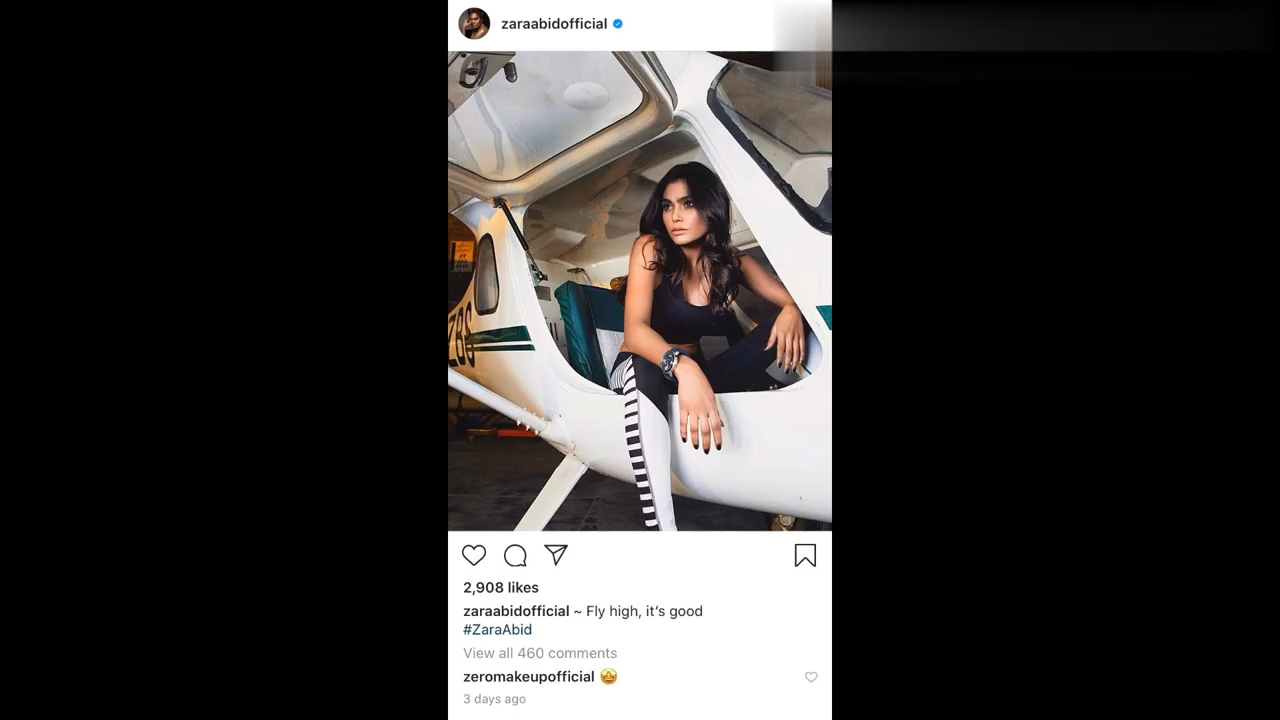 zaraabidofficial
ZBS
2,908 likes
zaraabidofficial ~ Fly high, it's good
#ZaraAbid
View all 460 comments
zeromakeupofficial 🤩
3 days ago